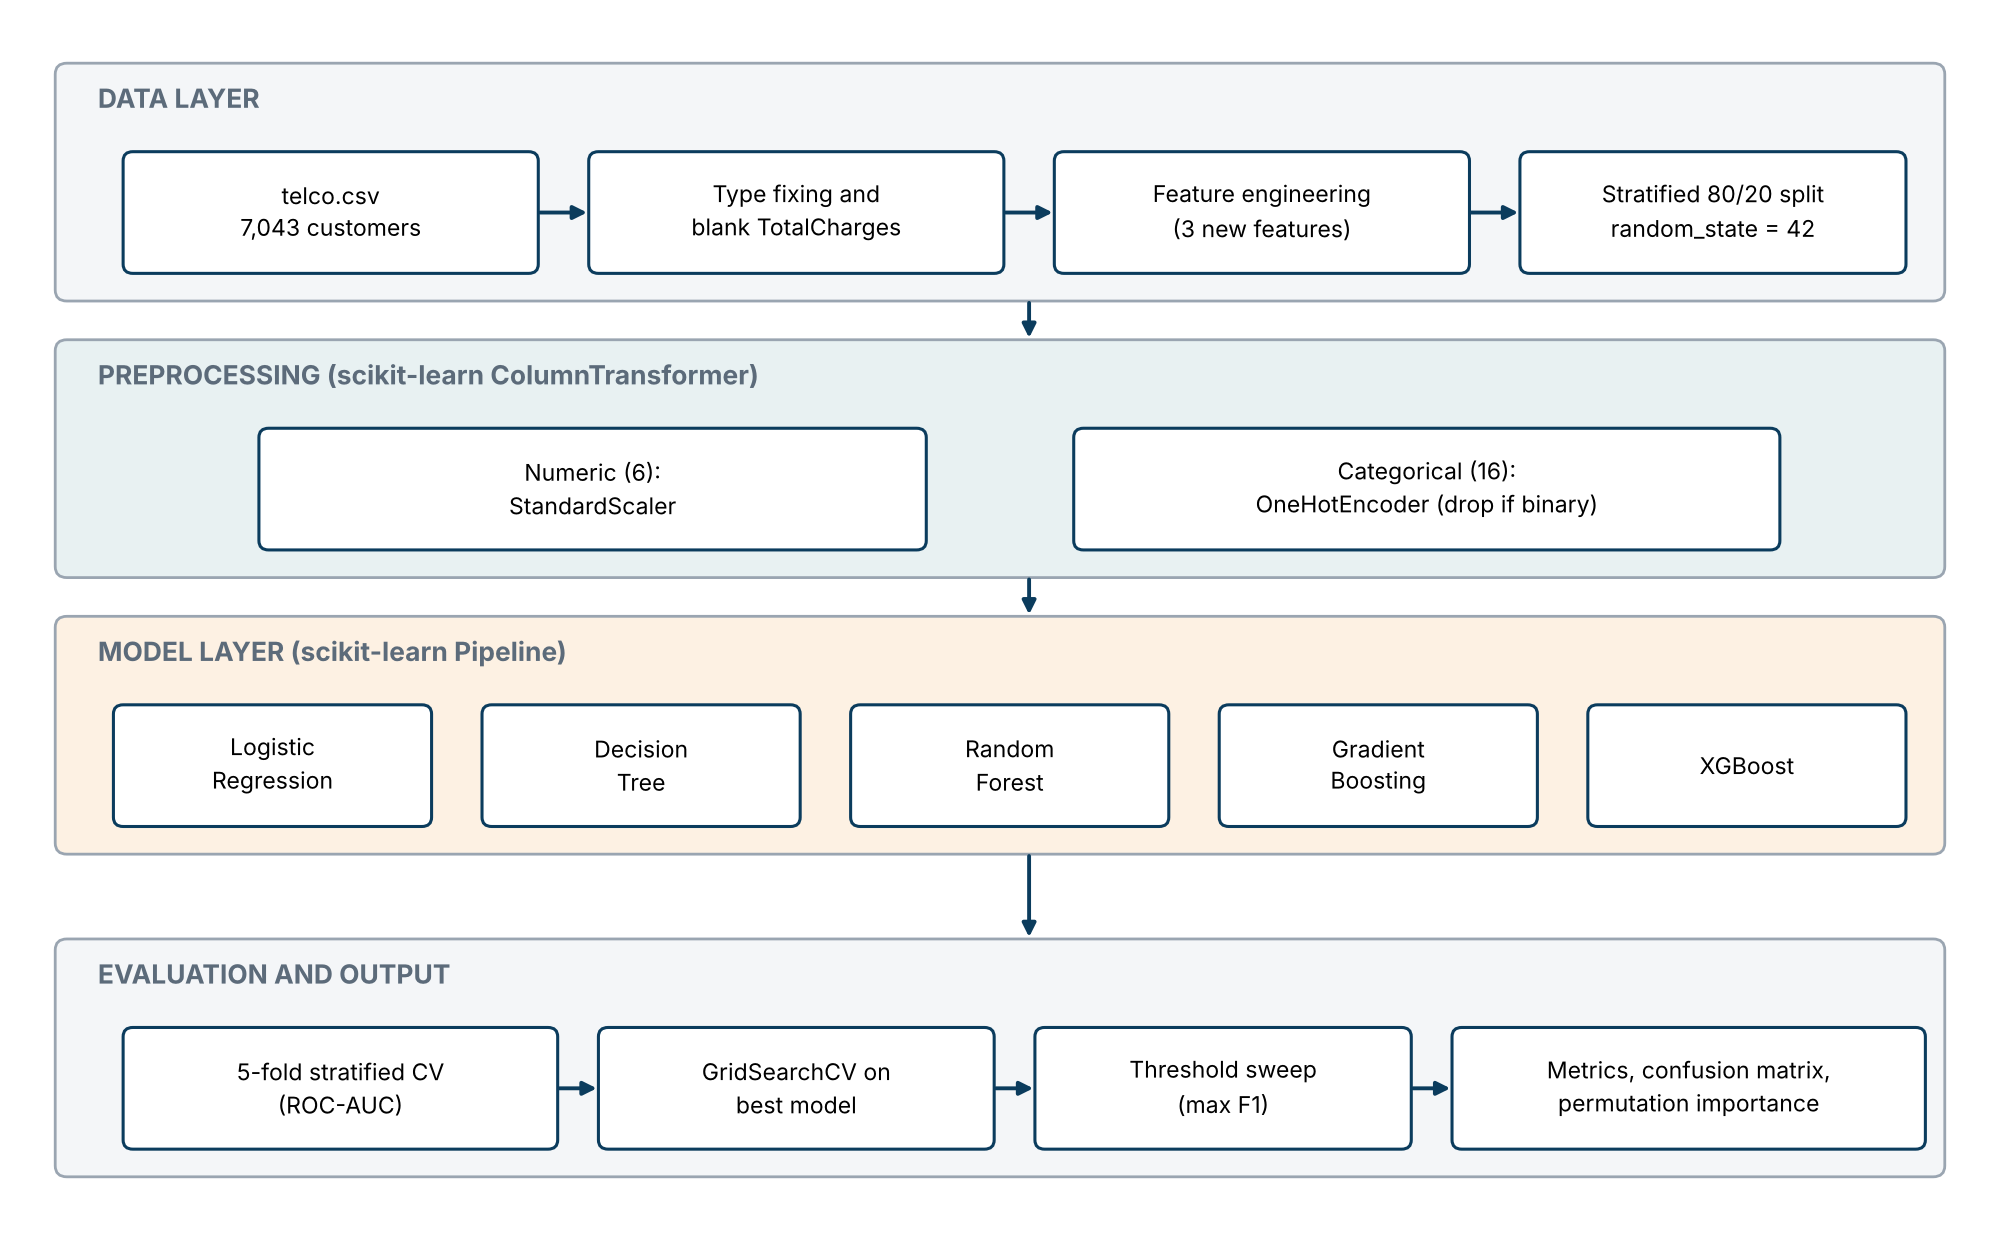 DATA LAYER
telco.csv
7,043 customers
Type fixing and
blank TotalCharges
Feature engineering
(3 new features)
Stratified 80/20 split
random_state = 42
PREPROCESSING (scikit-learn ColumnTransformer)
Numeric (6):
StandardScaler
Categorical (16):
OneHotEncoder (drop if binary)
MODEL LAYER (scikit-learn Pipeline)
Logistic
Regression
Decision
Tree
Random
Forest
Gradient
Boosting
XGBoost
EVALUATION AND OUTPUT
5-fold stratified CV
(ROC-AUC)
GridSearchCV on
best model
Threshold sweep
(max F1)
Metrics, confusion matrix,
permutation importance